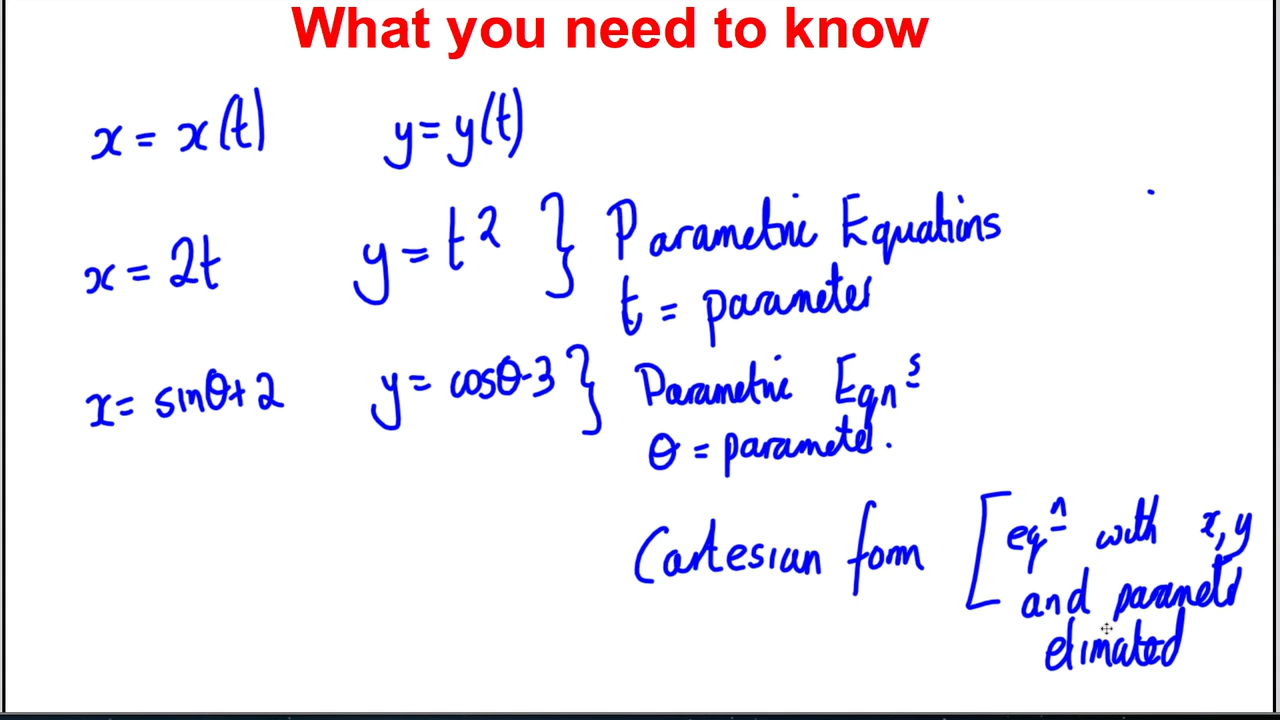 What you need to know
x = x(t) y = y(t)
x = 2t y = t² } Parametric Equations
t = parameter
x = sinθ + 2 y = cosθ - 3 } Parametric Eqnˢ
θ = parameter.
Cartesian form [ eqⁿ with x, y
and parameter
elimated